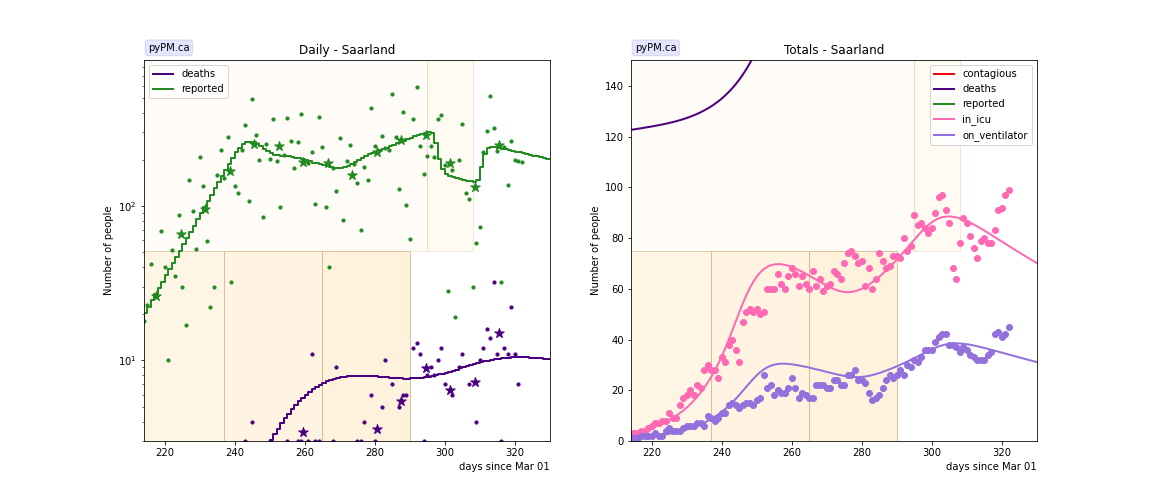 pyPM.ca
Daily - Saarland
deaths
reported
Number of people
10²
10¹
220 240 260 280 300 320
days since Mar 01
pyPM.ca
Totals - Saarland
contagious
deaths
reported
in_icu
on_ventilator
Number of people
140
120
100
80
60
40
20
0
220 240 260 280 300 320
days since Mar 01